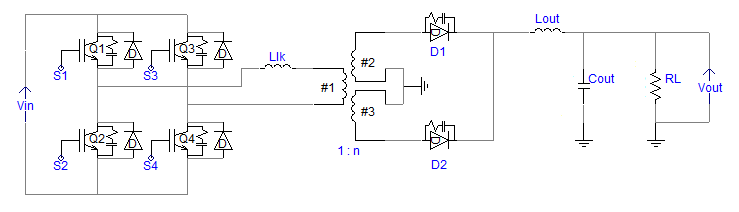 Q1 D Q3 D
S1 S3
Vin
Q2 D Q4 D
S2 S4
Llk
#1
#2
#3
1 : n
D
D1
D
D2
Lout
Cout
RL
Vout